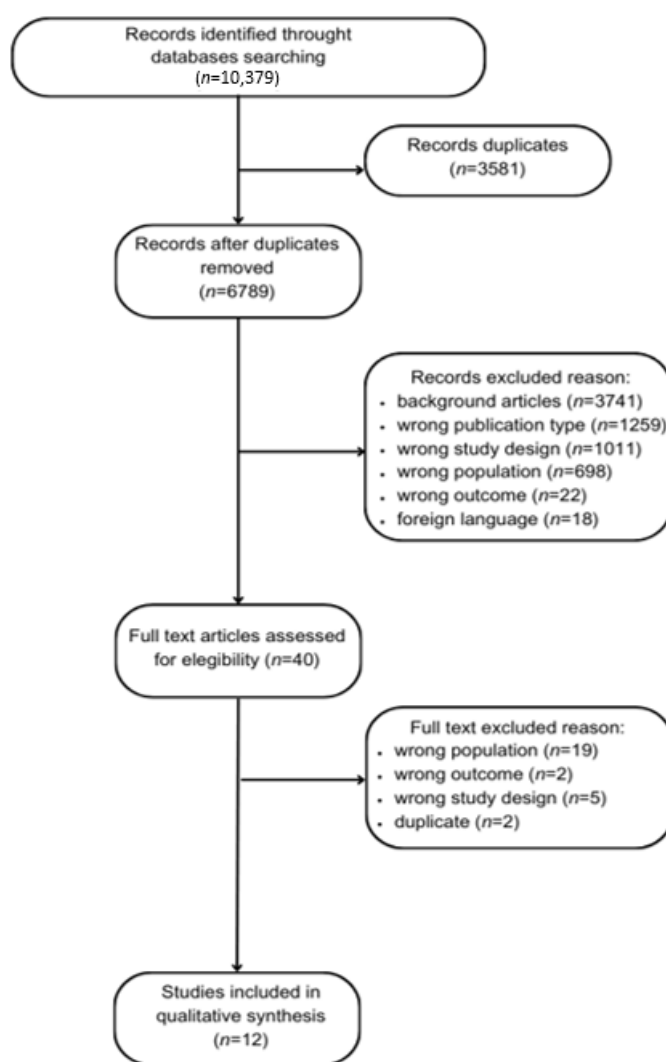 Records identified throught
databases searching
(n=10,379)
Records duplicates
(n=3581)
Records after duplicates
removed
(n=6789)
Records excluded reason:
• background articles (n=3741)
• wrong publication type (n=1259)
• wrong study design (n=1011)
• wrong population (n=698)
• wrong outcome (n=22)
• foreign language (n=18)
Full text articles assessed
for elegibility (n=40)
Full text excluded reason:
• wrong population (n=19)
• wrong outcome (n=2)
• wrong study design (n=5)
• duplicate (n=2)
Studies included in
qualitative synthesis
(n=12)